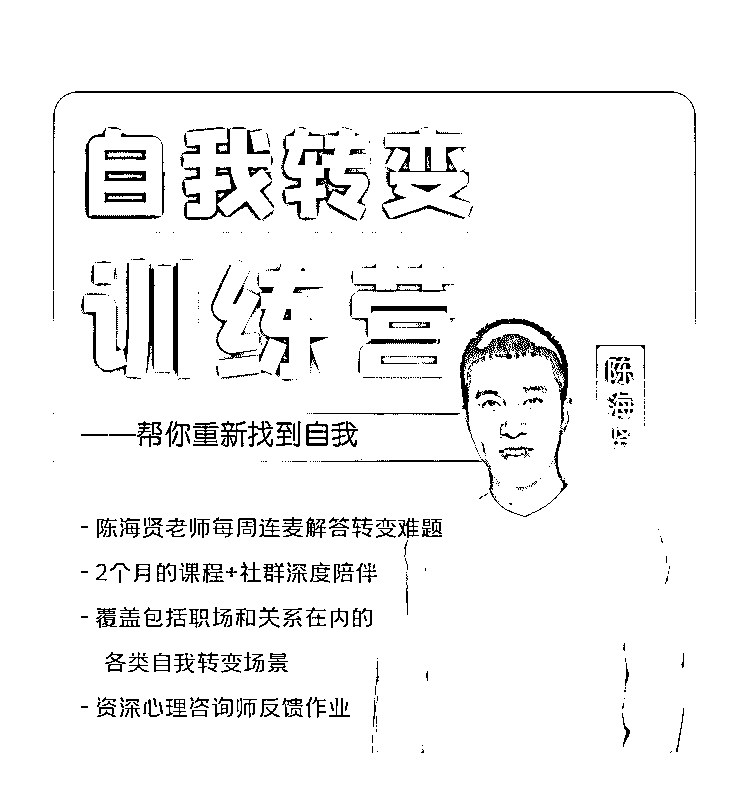 自我转变
训练营
——帮你重新找到自我
陈海贤
- 陈海贤老师每周连麦解答转变难题
- 2个月的课程+社群深度陪伴
- 覆盖包括职场和关系在内的
各类自我转变场景
- 资深心理咨询师反馈作业